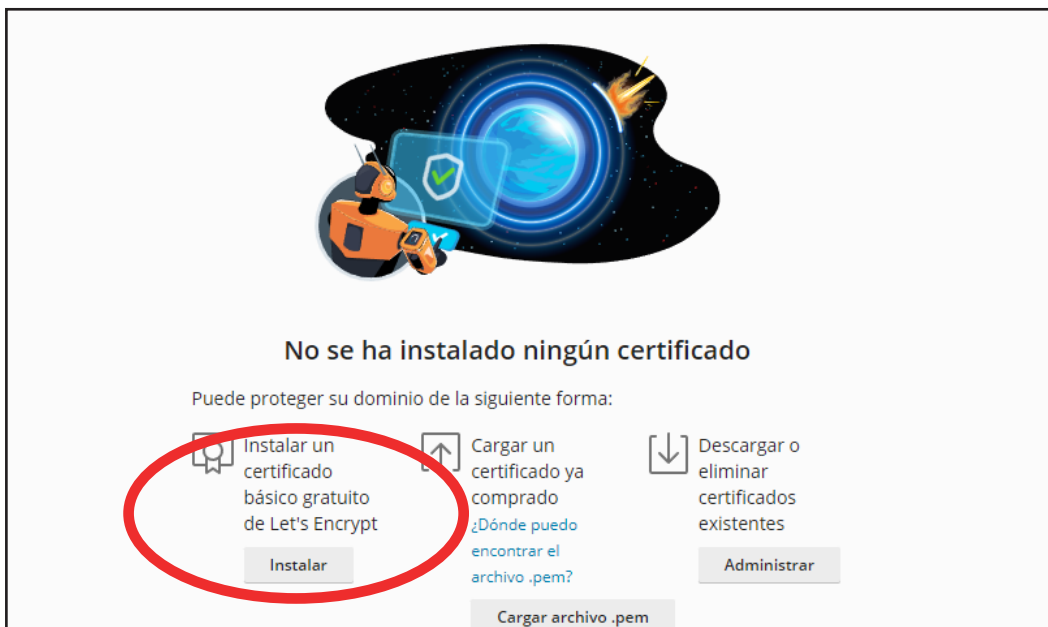 No se ha instalado ningún certificado
Puede proteger su dominio de la siguiente forma:
Instalar un
certificado
básico gratuito
de Let's Encrypt
Instalar
Cargar un
certificado ya
comprado
¿Dónde puedo
encontrar el
archivo .pem?
Cargar archivo .pem
Descargar o
eliminar
certificados
existentes
Administrar